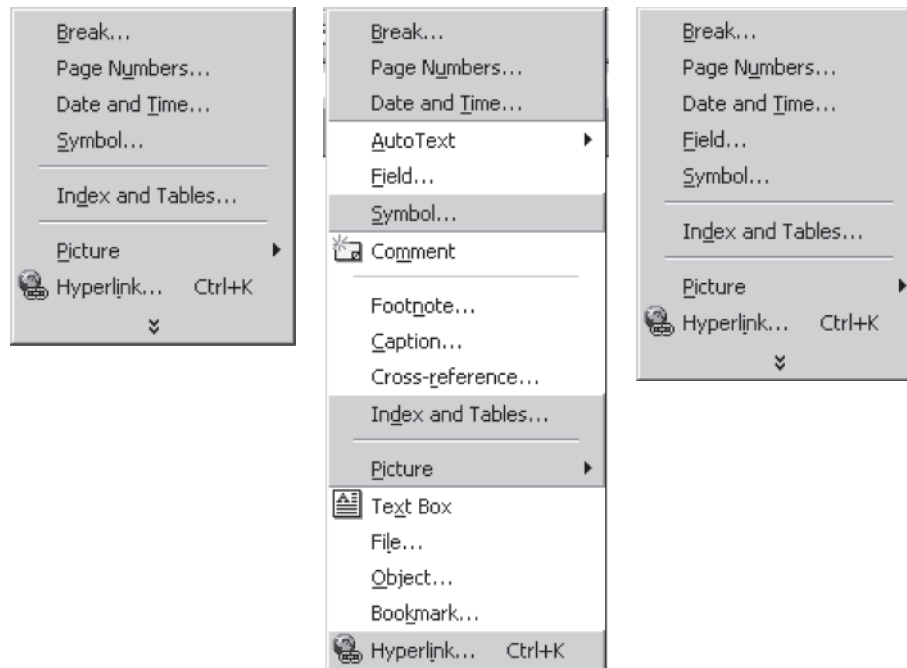 Break...
Page Numbers...
Date and Time...
Symbol...
Index and Tables...
Picture
Hyperlink... Ctrl+K
Break...
Page Numbers...
Date and Time...
AutoText
Field...
Symbol...
Comment
Footnote...
Caption...
Cross-reference...
Index and Tables...
Picture
Text Box
File...
Object...
Bookmark...
Hyperlink... Ctrl+K
Break...
Page Numbers...
Date and Time...
Field...
Symbol...
Index and Tables...
Picture
Hyperlink... Ctrl+K